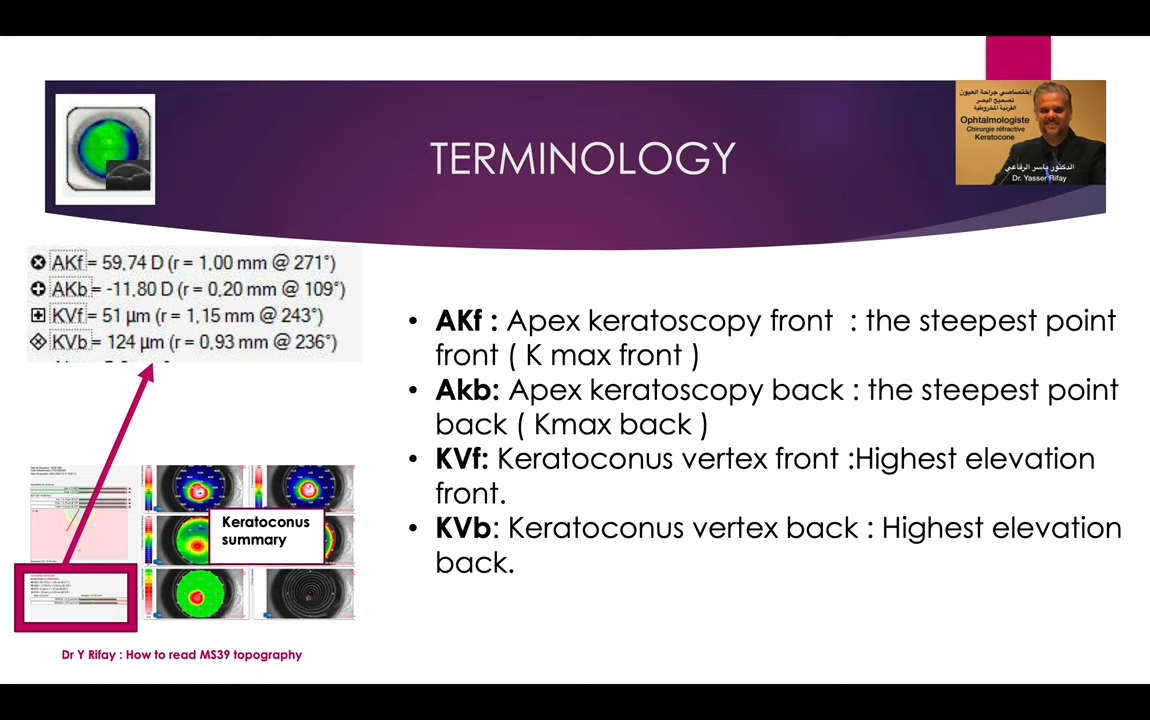 إختصاصي جراحة العيون
تصحيح البصر
القرنية المخروطية
Ophtalmologiste
Chirurgie réfractive
Keratocone
الدكتور ياسر الرفاعي
Dr. Yasser Rifay
TERMINOLOGY
AKf = 59,74 D (r = 1,00 mm @ 271°)
AKb = -11,80 D (r = 0,20 mm @ 109°)
KVf = 51 µm (r = 1,15 mm @ 243°)
KVb = 124 µm (r = 0,93 mm @ 236°)
• AKf : Apex keratoscopy front : the steepest point
front ( K max front )
• Akb: Apex keratoscopy back : the steepest point
back ( Kmax back )
• KVf: Keratoconus vertex front :Highest elevation
front.
• KVb: Keratoconus vertex back : Highest elevation
back.
Keratoconus
summary
Dr Y Rifay : How to read MS39 topography